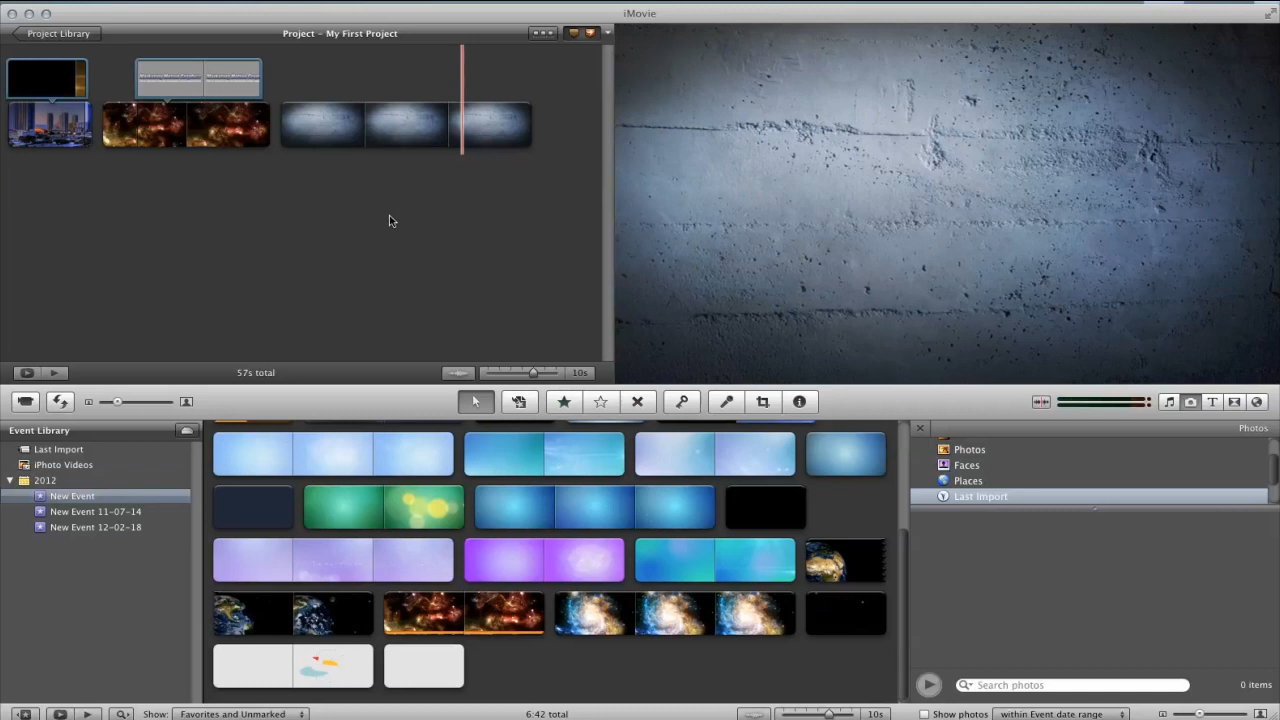 iMovie
Project Library
Project – My First Project
57s total
10s
Event Library
Last Import
iPhoto Videos
2012
New Event
New Event 11-07-14
New Event 12-02-18
Photos
Photos
Faces
Places
Last Import
Search photos
0 items
Show:
Favorites and Unmarked
6:42 total
10s
Show photos
within Event date range